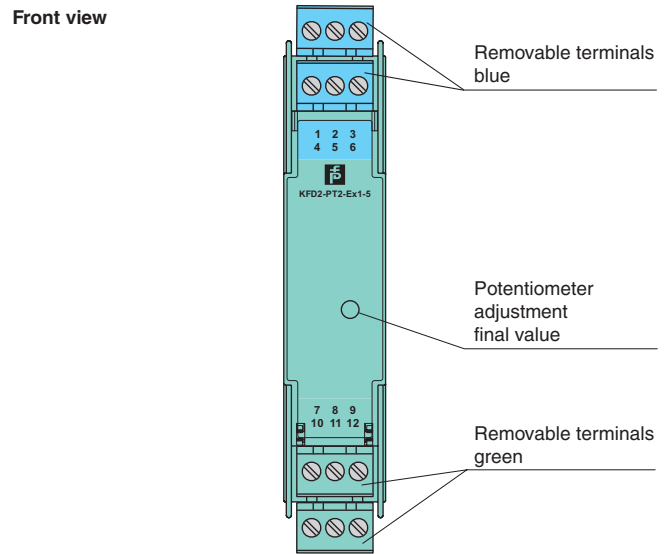 Front view
Removable terminals
blue
1 2 3
4 5 6
KFD2-PT2-Ex1-5
Potentiometer
adjustment
final value
7 8 9
10 11 12
Removable terminals
green